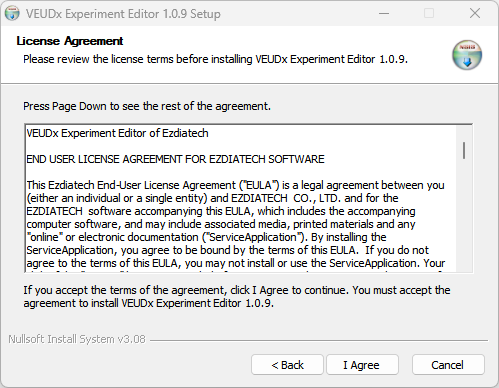 VEUDx Experiment Editor 1.0.9 Setup
License Agreement
Please review the license terms before installing VEUDx Experiment Editor 1.0.9.
Press Page Down to see the rest of the agreement.
VEUDx Experiment Editor of Ezdiatech
END USER LICENSE AGREEMENT FOR EZDIATECH SOFTWARE
This Ezdiatech End-User License Agreement ("EULA") is a legal agreement between you
(either an individual or a single entity) and EZDIATECH  CO., LTD. and for the
EZDIATECH  software accompanying this EULA, which includes the accompanying
computer software, and may include associated media, printed materials and any
"online" or electronic documentation ("ServiceApplication"). By installing the
ServiceApplication, you agree to be bound by the terms of this EULA.  If you do not
agree to the terms of this EULA, you may not install or use the ServiceApplication. Your
If you accept the terms of the agreement, click I Agree to continue. You must accept the
agreement to install VEUDx Experiment Editor 1.0.9.
Nullsoft Install System v3.08
< Back
I Agree
Cancel